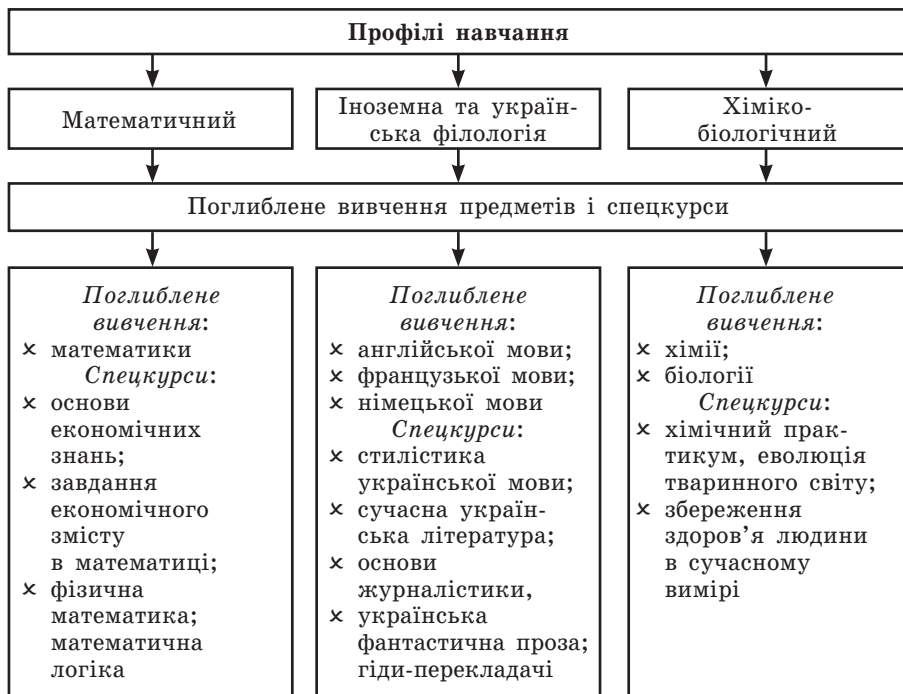 Профілі навчання
Математичний
Іноземна та україн-
ська філологія
Хіміко-
біологічний
Поглиблене вивчення предметів і спецкурси
Поглиблене
вивчення:
× математики
Спецкурси:
× основи
економічних
знань;
× завдання
економічного
змісту
в математиці;
× фізична
математика;
математична
логіка
Поглиблене
вивчення:
× англійської мови;
× французької мови;
× німецької мови
Спецкурси:
× стилістика
української мови;
× сучасна україн-
ська література;
× основи
журналістики,
× українська
фантастична проза;
гіди-перекладачі
Поглиблене
вивчення:
× хімії;
× біології
Спецкурси:
× хімічний прак-
тикум, еволюція
тваринного світу;
× збереження
здоров’я людини
в сучасному
вимірі